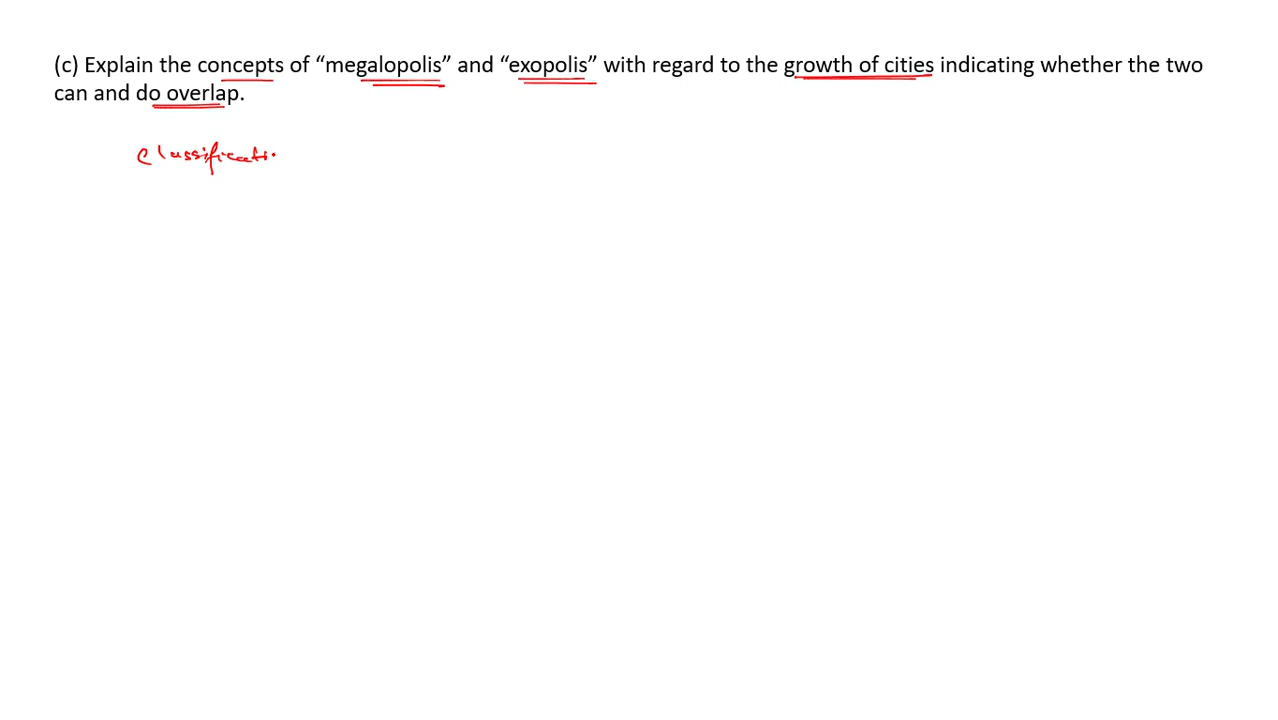 (c) Explain the concepts of “megalopolis” and “exopolis” with regard to the growth of cities indicating whether the two
can and do overlap.
classificati